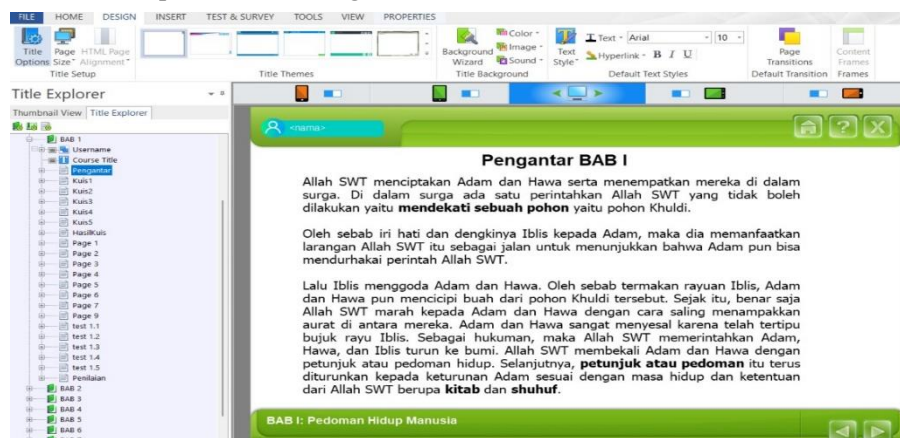 FILE HOME DESIGN INSERT TEST & SURVEY TOOLS VIEW PROPERTIES
Title Options Page Size HTML Page Alignment
Background Wizard Color Image Sound
Text Style Text Arial 10
Hyperlink B I U
Page Transitions Content Frames
Title Setup Title Themes Title Background Default Text Styles Default Transition Frames
Title Explorer
Thumbnail View Title Explorer
BAB 1
Username
Course Title
Pengantar
Kuis1
Kuis2
Kuis3
Kuis4
Kuis5
HasilKuis
Page 1
Page 2
Page 3
Page 4
Page 5
Page 6
Page 7
Page 9
test 1.1
test 1.2
test 1.3
test 1.4
test 1.5
Penilaian
BAB 2
BAB 3
BAB 4
BAB 5
BAB 6
<nama>
Pengantar BAB I
Allah SWT menciptakan Adam dan Hawa serta menempatkan mereka di dalam
surga. Di dalam surga ada satu perintahkan Allah SWT yang tidak boleh
dilakukan yaitu mendekati sebuah pohon yaitu pohon Khuldi.
Oleh sebab iri hati dan dengkinya Iblis kepada Adam, maka dia memanfaatkan
larangan Allah SWT itu sebagai jalan untuk menunjukkan bahwa Adam pun bisa
mendurhakai perintah Allah SWT.
Lalu Iblis menggoda Adam dan Hawa. Oleh sebab termakan rayuan Iblis, Adam
dan Hawa pun mencicipi buah dari pohon Khuldi tersebut. Sejak itu, benar saja
Allah SWT marah kepada Adam dan Hawa dengan cara saling menampakkan
aurat di antara mereka. Adam dan Hawa sangat menyesal karena telah tertipu
bujuk rayu Iblis. Sebagai hukuman, maka Allah SWT memerintahkan Adam,
Hawa, dan Iblis turun ke bumi. Allah SWT membekali Adam dan Hawa dengan
petunjuk atau pedoman hidup. Selanjutnya, petunjuk atau pedoman itu terus
diturunkan kepada keturunan Adam sesuai dengan masa hidup dan ketentuan
dari Allah SWT berupa kitab dan shuhuf.
BAB I: Pedoman Hidup Manusia